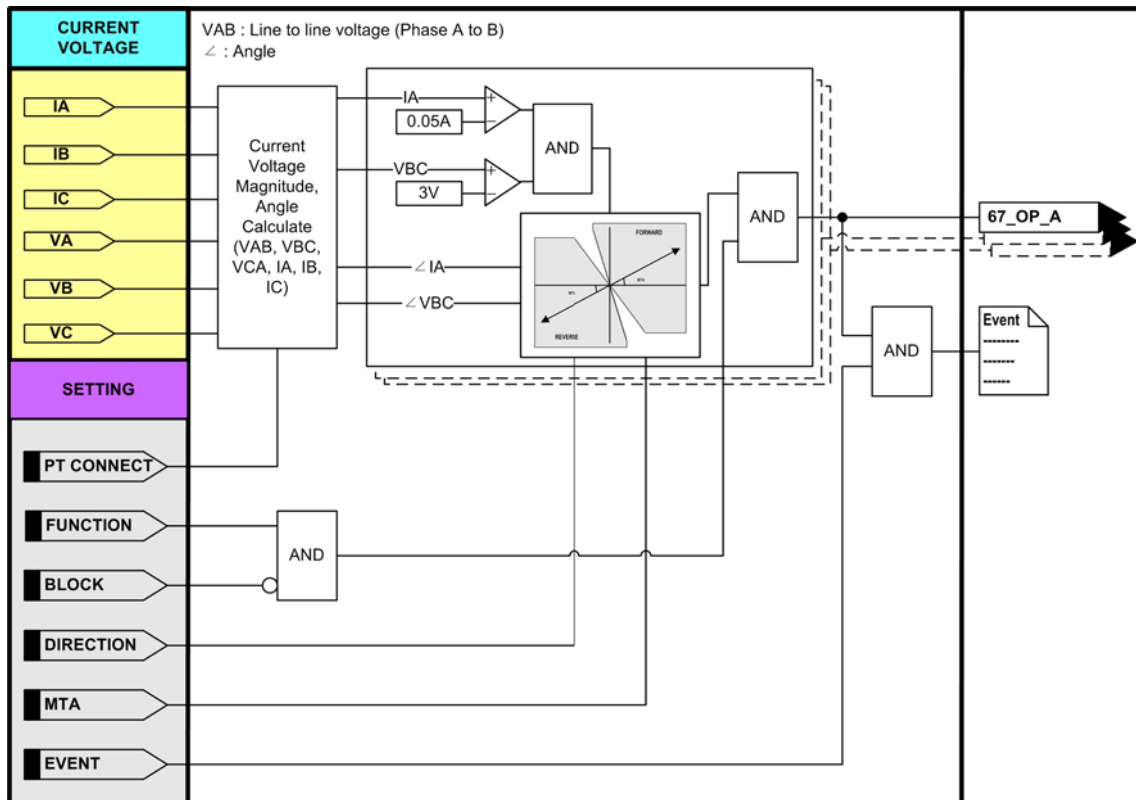 CURRENT
VOLTAGE
VAB : Line to line voltage (Phase A to B)
∠ : Angle
IA
IB
IC
VA
VB
VC
Current
Voltage
Magnitude,
Angle
Calculate
(VAB, VBC,
VCA, IA, IB,
IC)
IA
0.05A
+
−
VBC
3V
+
−
AND
∠IA
∠VBC
FORWARD
MTA
REVERSE
AND
67_OP_A
AND
Event
--------
-------
------
SETTING
PT CONNECT
FUNCTION
BLOCK
AND
DIRECTION
MTA
EVENT